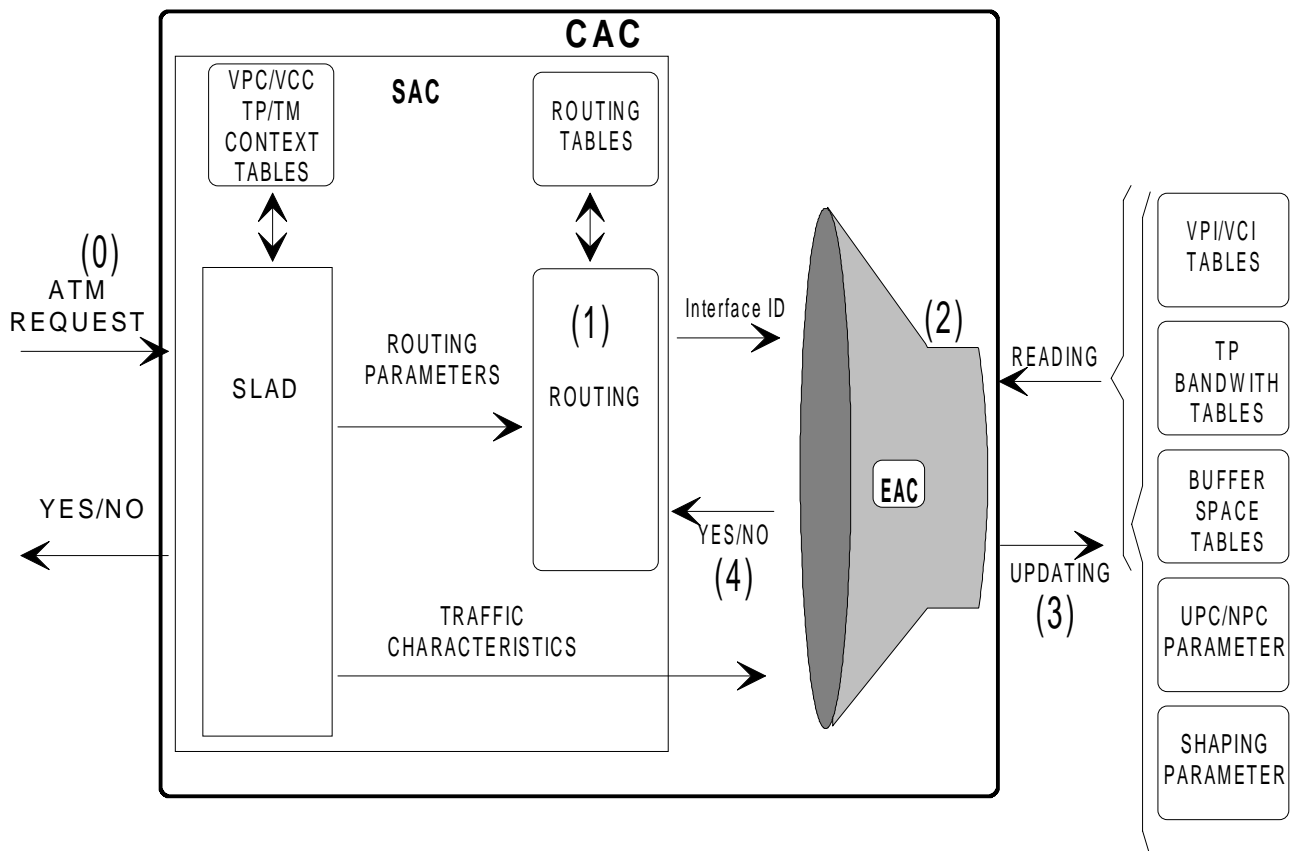 CAC
VPC/VCC
TP/TM
CONTEXT
TABLES
SAC
ROUTING
TABLES
(0)
ATM
REQUEST
SLAD
ROUTING
PARAMETERS
(1)
ROUTING
Interface ID
(2)
EAC
READING
VPI/VCI
TABLES
TP
BANDWITH
TABLES
BUFFER
SPACE
TABLES
YES/NO
YES/NO
(4)
UPDATING
(3)
TRAFFIC
CHARACTERISTICS
UPC/NPC
PARAMETER
SHAPING
PARAMETER